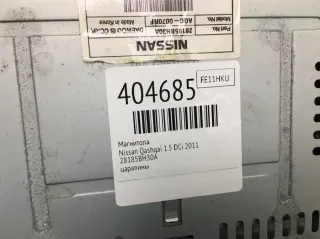 NISSAN
Part No. 28185BH30A
Model No. AGC-0070RF
DAEWOO IS CO., LTD.
Made in Korea
404685
FE11HKU
Магнитола
Nissan Qashqai 1.5 DCi 2011
28185BH30A
царапины